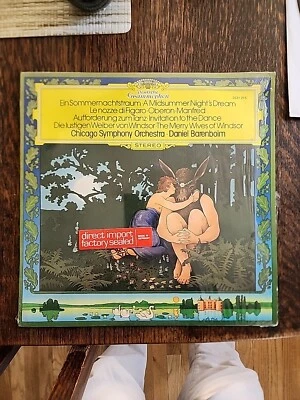 Deutsche
Grammophon
Ein Sommernachtstraum·A Midsummer Night's Dream
Le nozze di Figaro·Oberon·Manfred
Aufforderung zum Tanz·Invitation to the Dance
Die lustigen Weiber von Windsor·The Merry Wives of Windsor
Chicago Symphony Orchestra·Daniel Barenboim
STEREO
direct import
factory sealed